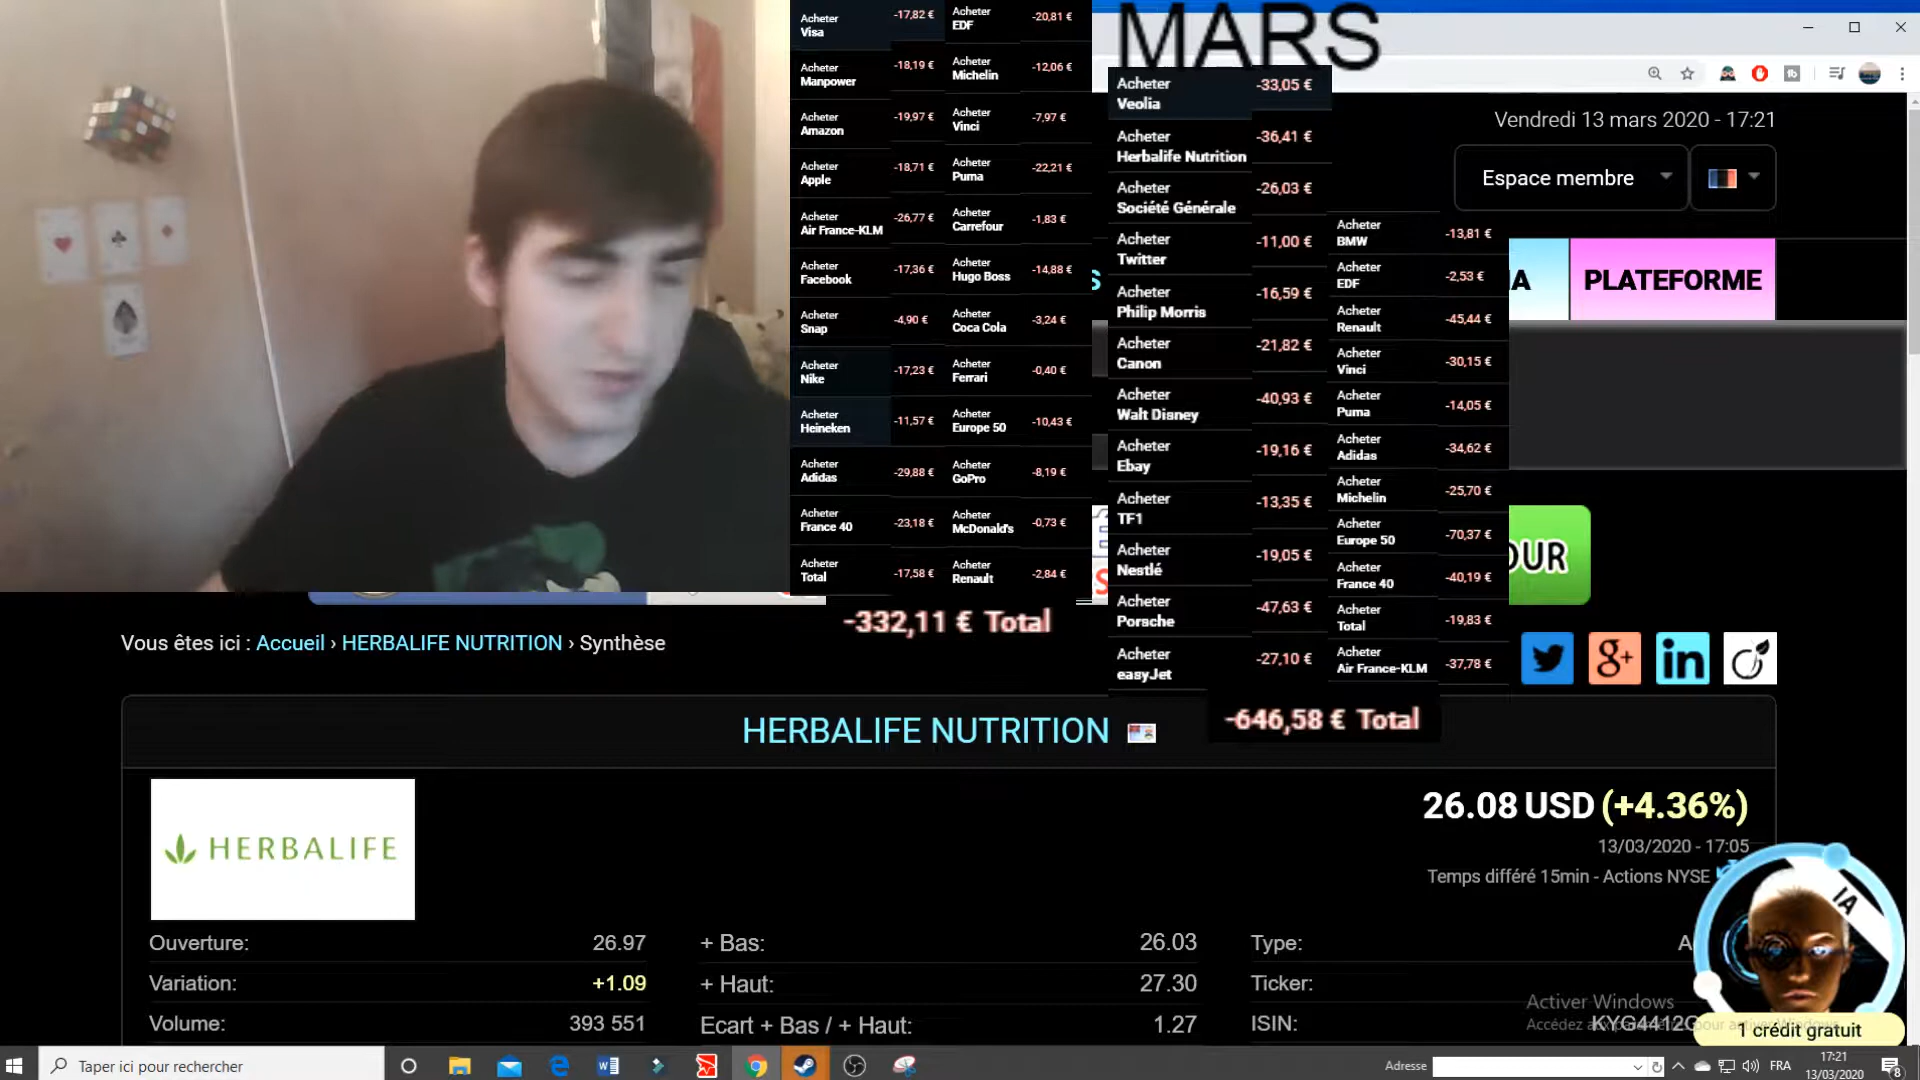 Acheter
Visa
-17,82 €
Acheter
Manpower
-18,19 €
Acheter
Amazon
-19,97 €
Acheter
Apple
-18,71 €
Acheter
Air France-KLM
-26,77 €
Acheter
Facebook
-17,36 €
Acheter
Snap
-4,90 €
Acheter
Nike
-17,23 €
Acheter
Heineken
-11,57 €
Acheter
Adidas
-29,88 €
Acheter
France 40
-23,18 €
Acheter
Total
-17,58 €
Acheter
EDF
-20,81 €
Acheter
Michelin
-12,06 €
Acheter
Vinci
-7,97 €
Acheter
Puma
-22,21 €
Acheter
Carrefour
-1,83 €
Acheter
Hugo Boss
-14,88 €
Acheter
Coca Cola
-3,24 €
Acheter
Ferrari
-0,40 €
Acheter
Europe 50
-10,43 €
Acheter
GoPro
-8,19 €
Acheter
McDonald's
-0,73 €
Acheter
Renault
-2,84 €
-332,11 € Total
MARS
Acheter
Veolia
-33,05 €
Acheter
Herbalife Nutrition
-36,41 €
Acheter
Société Générale
-26,03 €
Acheter
Twitter
-11,00 €
Acheter
Philip Morris
-16,59 €
Acheter
Canon
-21,82 €
Acheter
Walt Disney
-40,93 €
Acheter
Ebay
-19,16 €
Acheter
TF1
-13,35 €
Acheter
Nestlé
-19,05 €
Acheter
Porsche
-47,63 €
Acheter
easyJet
-27,10 €
Acheter
BMW
-13,81 €
Acheter
EDF
-2,53 €
Acheter
Renault
-45,44 €
Acheter
Vinci
-30,15 €
Acheter
Puma
-14,05 €
Acheter
Adidas
-34,62 €
Acheter
Michelin
-25,70 €
Acheter
Europe 50
-70,37 €
Acheter
France 40
-40,19 €
Acheter
Total
-19,83 €
Acheter
Air France-KLM
-37,78 €
-646,58 € Total
Vendredi 13 mars 2020 - 17:21
Espace membre
PLATEFORME
OUR
Vous êtes ici : Accueil › HERBALIFE NUTRITION › Synthèse
HERBALIFE NUTRITION
HERBALIFE
26.08 USD (+4.36%)
13/03/2020 - 17:05
Temps différé 15min - Actions NYSE
Ouverture: 26.97
+ Bas: 26.03
Type:
Variation: +1.09
+ Haut: 27.30
Ticker:
Volume: 393 551
Ecart + Bas / + Haut: 1.27
ISIN: KYG4412G
IA
1 crédit gratuit
Activer Windows
Taper ici pour rechercher
Adresse
FRA
17:21
13/03/2020
8